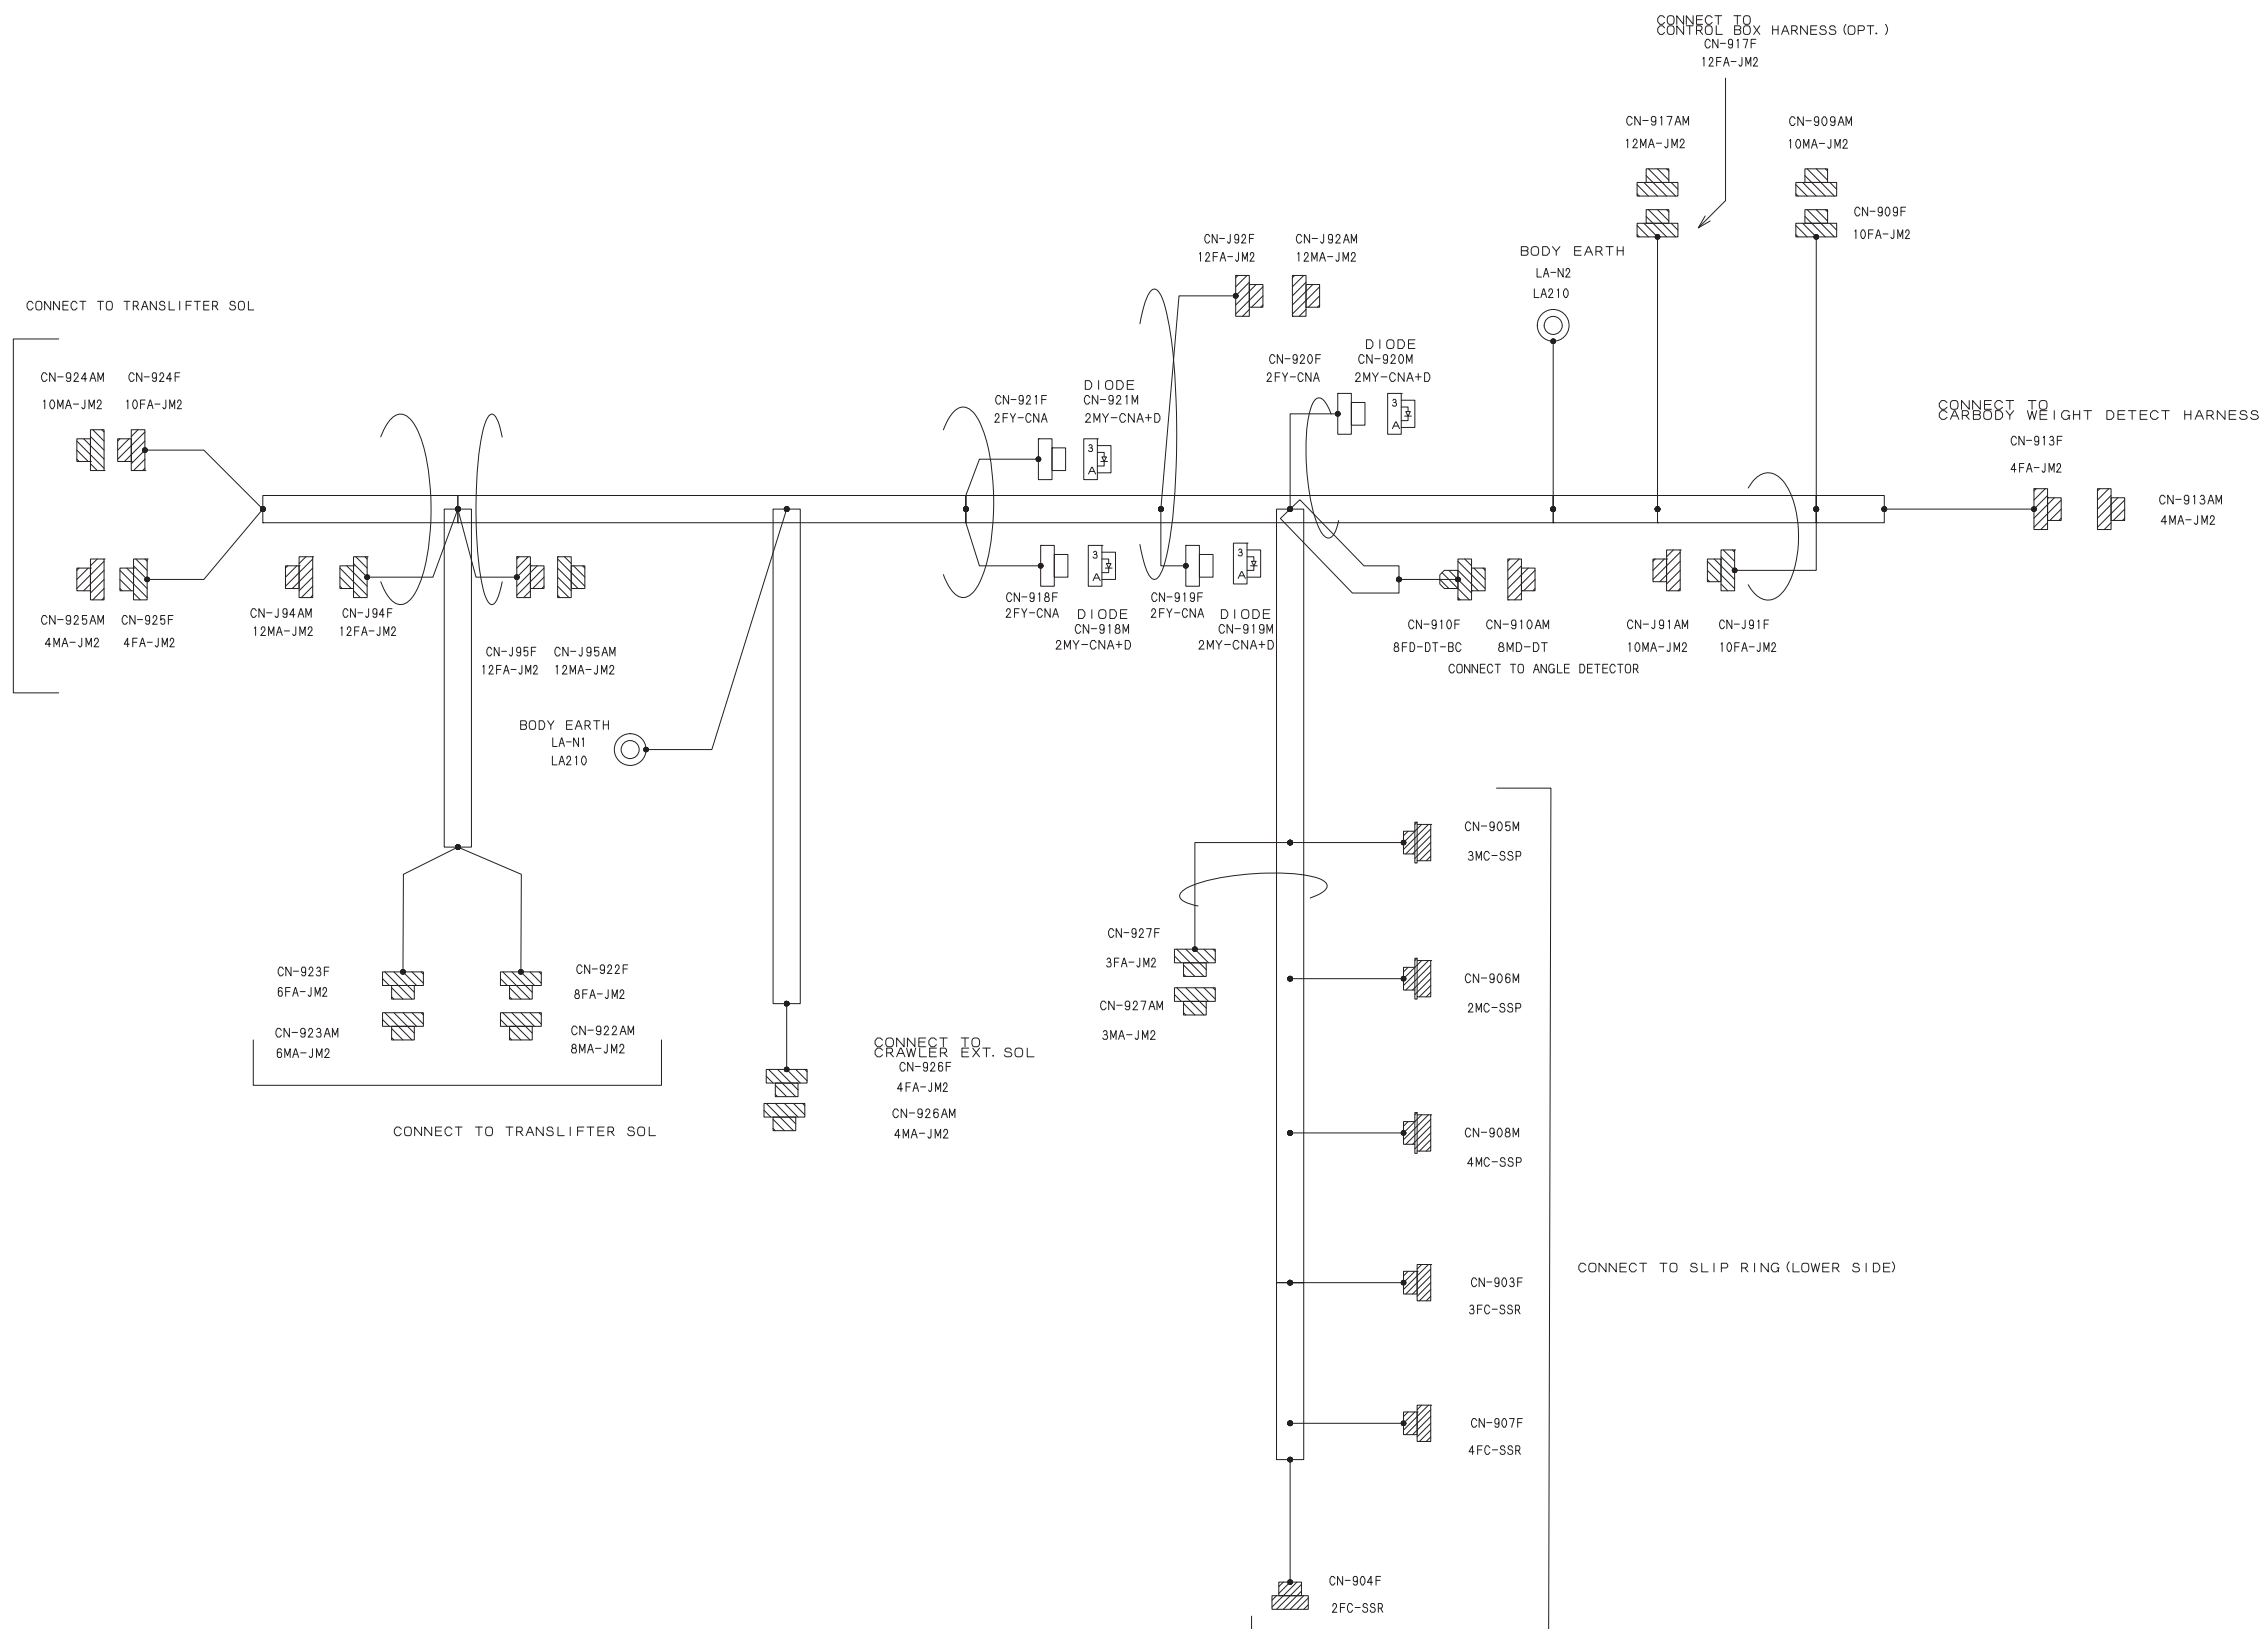 CONNECT TO
CONTROL BOX HARNESS (OPT. )
CN-917F
12FA-JM2
CN-917AM
12MA-JM2
CN-909AM
10MA-JM2
CN-909F
10FA-JM2
CN-J92F
12FA-JM2
CN-J92AM
12MA-JM2
BODY EARTH
LA-N2
LA210
CONNECT TO TRANSLIFTER SOL
CN-924AM
10MA-JM2
CN-924F
10FA-JM2
CN-921F
2FY-CNA
DIODE
CN-921M
2MY-CNA+D
3
A
CN-920F
2FY-CNA
DIODE
CN-920M
2MY-CNA+D
3
A
CONNECT TO
CARBODY WEIGHT DETECT HARNESS
CN-913F
4FA-JM2
CN-913AM
4MA-JM2
CN-925AM
4MA-JM2
CN-925F
4FA-JM2
CN-J94AM
12MA-JM2
CN-J94F
12FA-JM2
CN-J95F
12FA-JM2
CN-J95AM
12MA-JM2
3
A
CN-918F
2FY-CNA
DIODE
CN-918M
2MY-CNA+D
3
A
CN-919F
2FY-CNA
DIODE
CN-919M
2MY-CNA+D
CN-910F
8FD-DT-BC
CN-910AM
8MD-DT
CONNECT TO ANGLE DETECTOR
CN-J91AM
10MA-JM2
CN-J91F
10FA-JM2
BODY EARTH
LA-N1
LA210
CN-905M
3MC-SSP
CN-927F
3FA-JM2
CN-927AM
3MA-JM2
CN-906M
2MC-SSP
CN-923F
6FA-JM2
CN-923AM
6MA-JM2
CN-922F
8FA-JM2
CN-922AM
8MA-JM2
CONNECT TO TRANSLIFTER SOL
CONNECT TO
CRAWLER EXT. SOL
CN-926F
4FA-JM2
CN-926AM
4MA-JM2
CN-908M
4MC-SSP
CONNECT TO SLIP RING (LOWER SIDE)
CN-903F
3FC-SSR
CN-907F
4FC-SSR
CN-904F
2FC-SSR